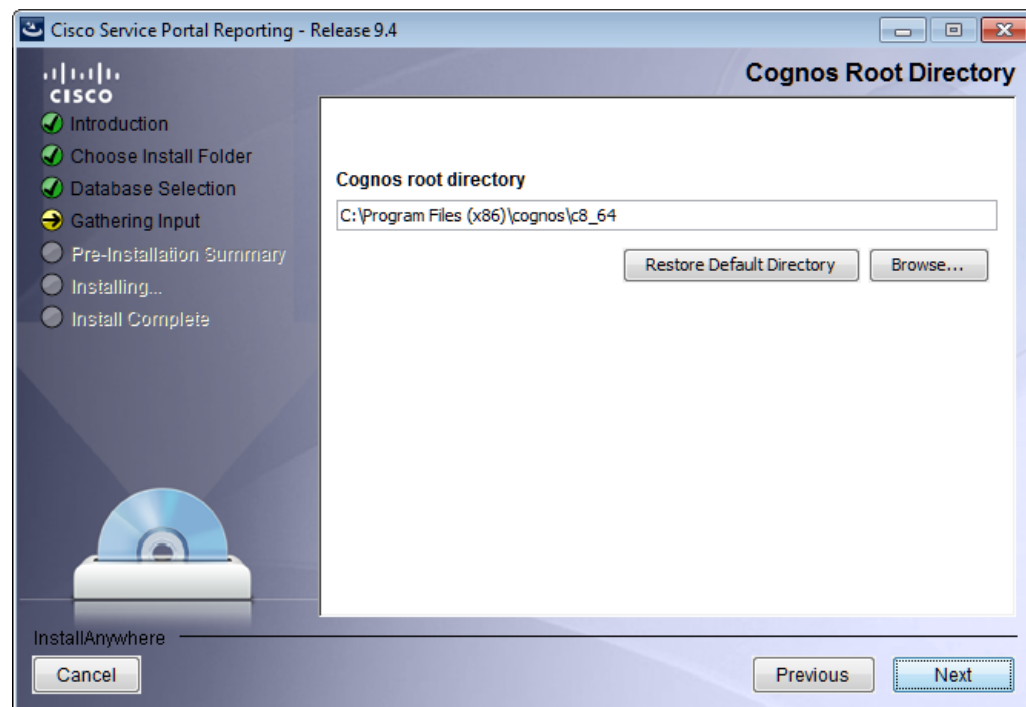 Cisco Service Portal Reporting - Release 9.4
CISCO
Cognos Root Directory
Introduction
Choose Install Folder
Database Selection
Gathering Input
Pre-Installation Summary
Installing...
Install Complete
Cognos root directory
C:\Program Files (x86)\cognos\c8_64
Restore Default Directory Browse...
InstallAnywhere
Cancel Previous Next